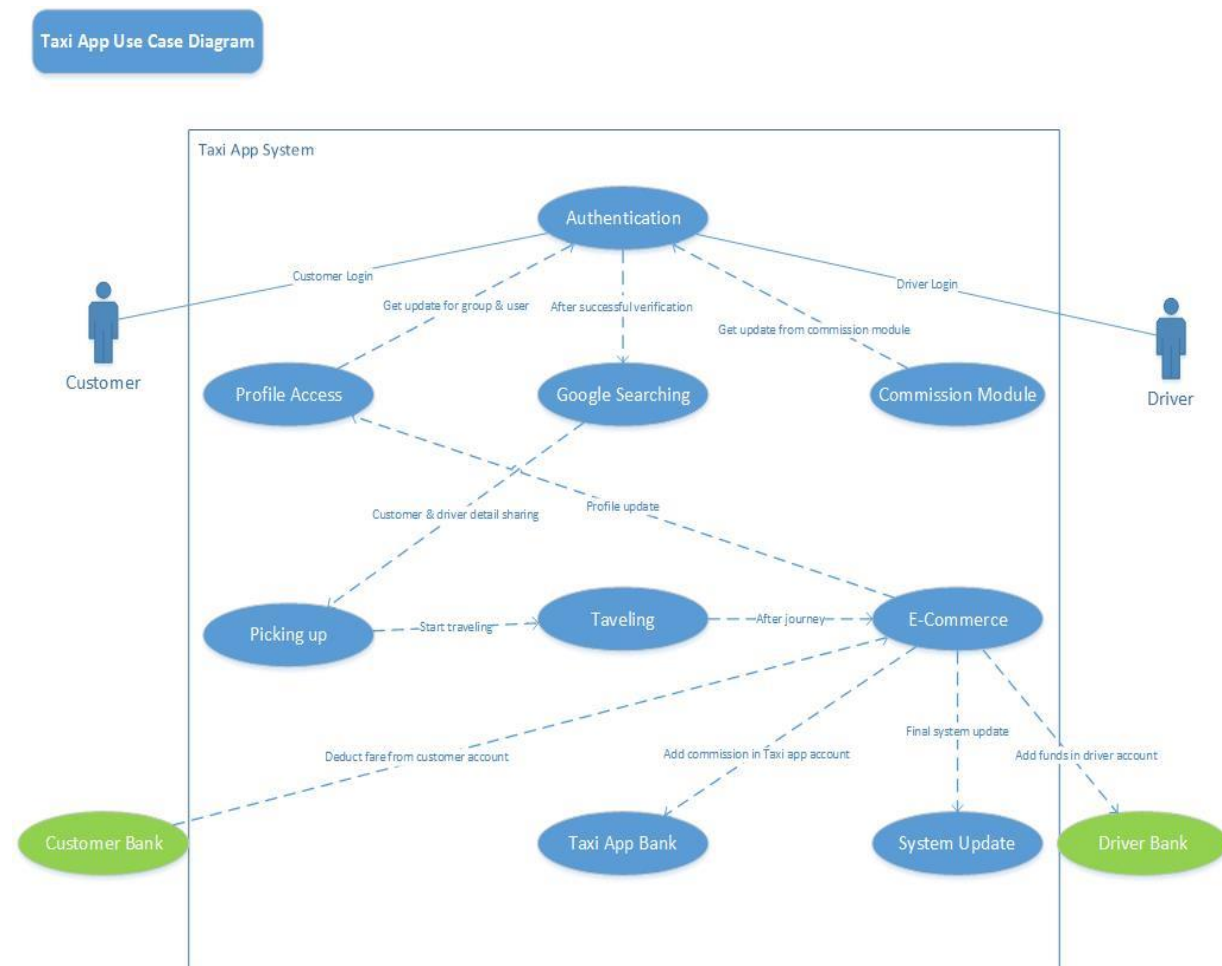 Taxi App Use Case Diagram
Taxi App System
Authentication
Customer Login
Driver Login
Get update for group & user
After successful verification
Get update from commission module
Customer
Profile Access
Google Searching
Commission Module
Driver
Customer & driver detail sharing
Profile update
Picking up
Start traveling
Taveling
After journey
E-Commerce
Deduct fare from customer account
Add commission in Taxi app account
Final system update
Add funds in driver account
Customer Bank
Taxi App Bank
System Update
Driver Bank